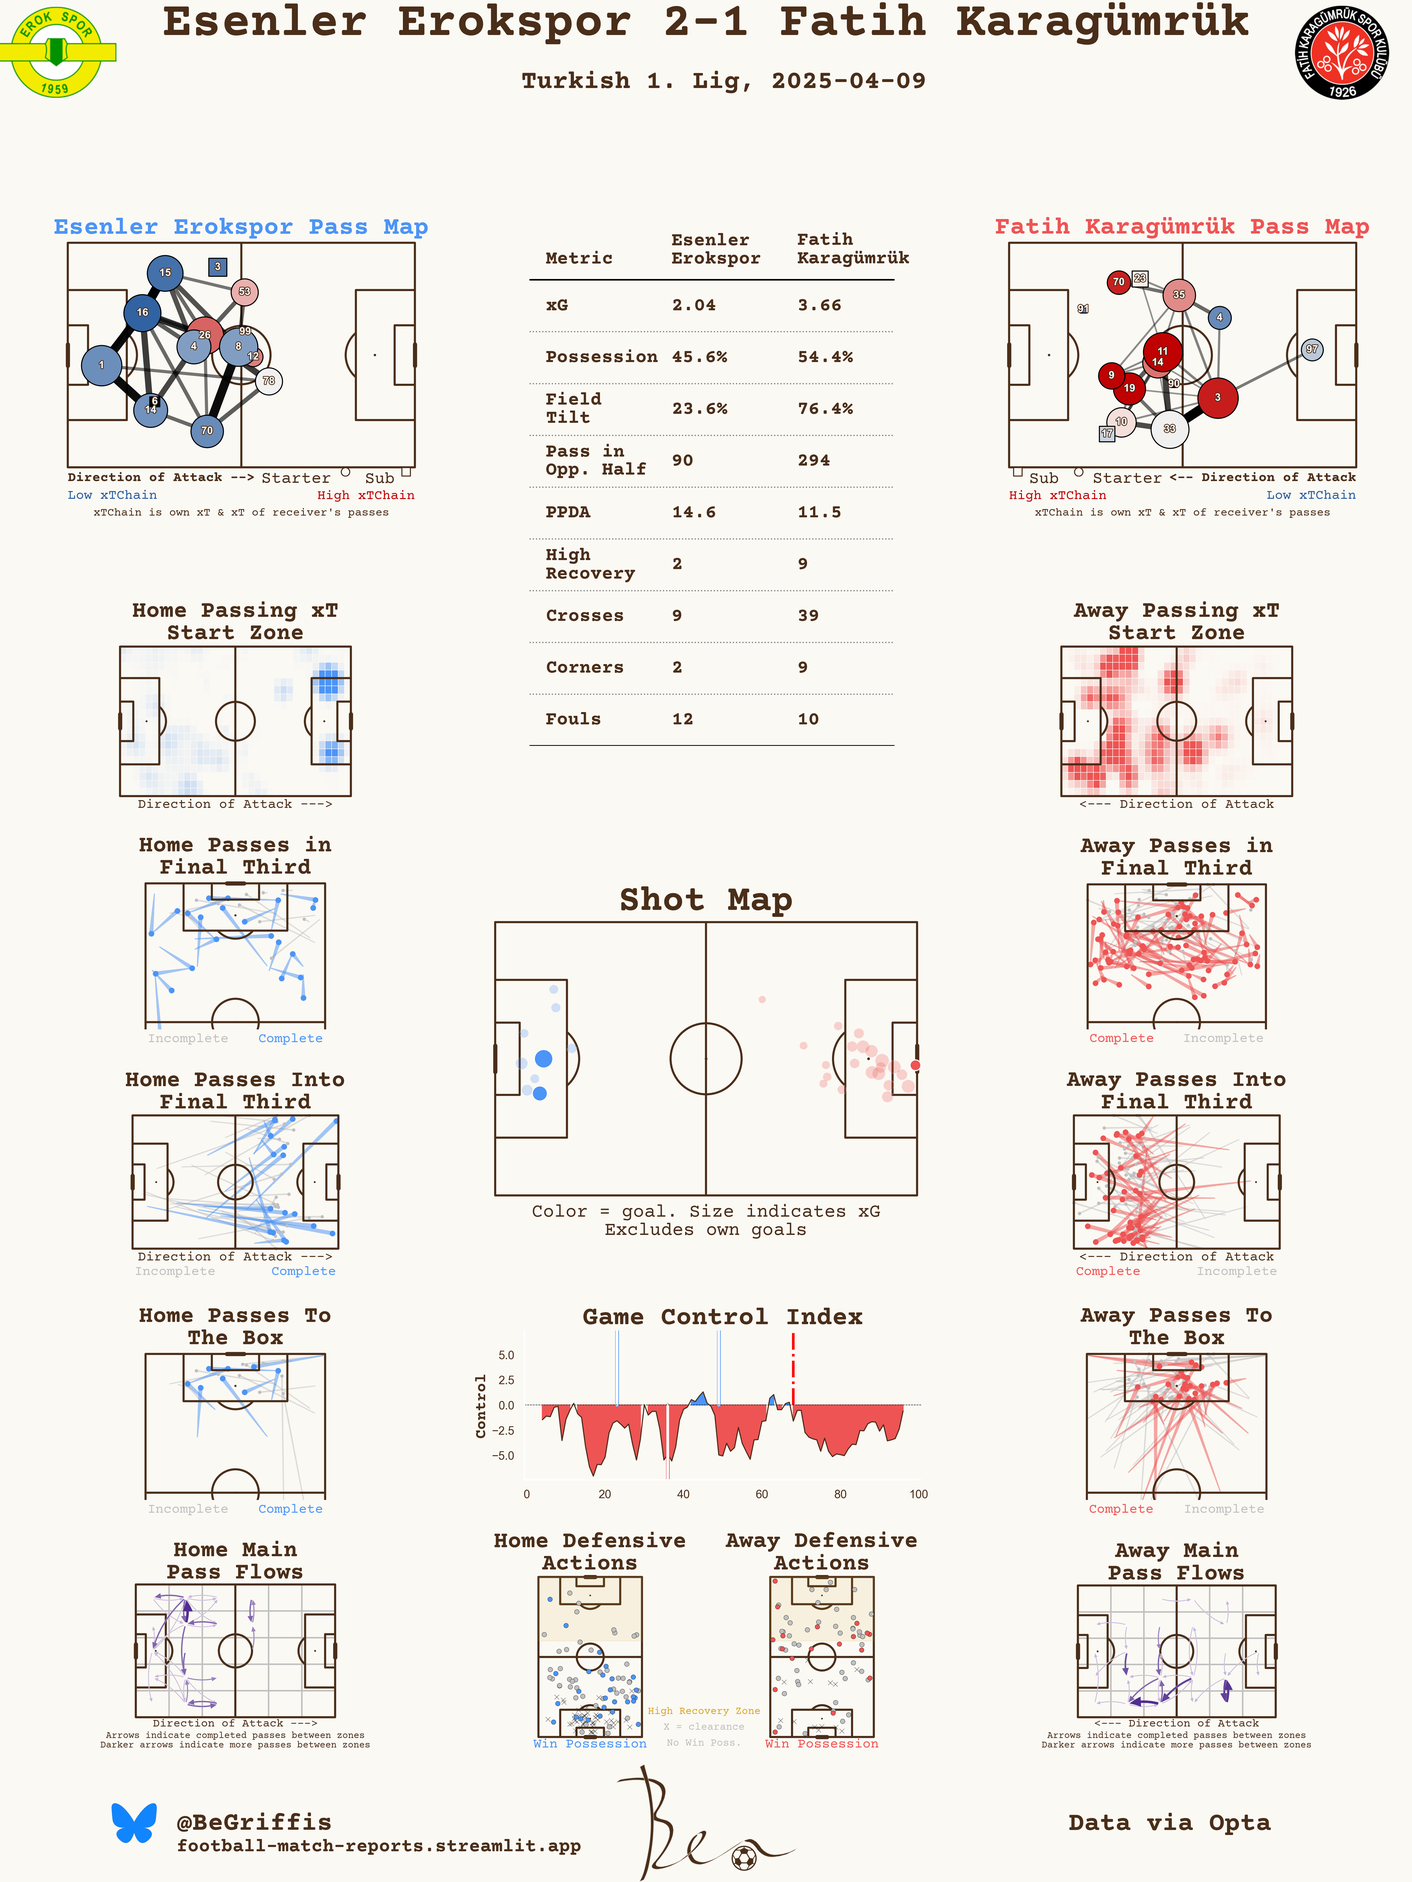 Esenler Erokspor 2-1 Fatih Karagümrük
Turkish 1. Lig, 2025-04-09
EROK SPOR
1959
FATİH KARAGÜMRÜK SPOR KULÜBÜ
1926
Esenler Erokspor Pass Map
15
3
53
16
26
99
4
8
12
1
78
6
14
70
Direction of Attack --> Starter Sub
Low xTChain High xTChain
xTChain is own xT & xT of receiver's passes
Metric Esenler Erokspor Fatih Karagümrük
xG 2.04 3.66
Possession 45.6% 54.4%
Field Tilt 23.6% 76.4%
Pass in Opp. Half 90 294
PPDA 14.6 11.5
High Recovery 2 9
Crosses 9 39
Corners 2 9
Fouls 12 10
Fatih Karagümrük Pass Map
70
23
35
91
4
11
97
14
9
19
90
3
10
17
33
Sub Starter <-- Direction of Attack
High xTChain Low xTChain
xTChain is own xT & xT of receiver's passes
Home Passing xT
Start Zone
Direction of Attack --->
Away Passing xT
Start Zone
<--- Direction of Attack
Home Passes in
Final Third
Incomplete Complete
Away Passes in
Final Third
Complete Incomplete
Shot Map
Color = goal. Size indicates xG
Excludes own goals
Home Passes Into
Final Third
Direction of Attack --->
Incomplete Complete
Away Passes Into
Final Third
<--- Direction of Attack
Complete Incomplete
Home Passes To
The Box
Incomplete Complete
Game Control Index
Control
5.0
2.5
0.0
−2.5
−5.0
0 20 40 60 80 100
Away Passes To
The Box
Complete Incomplete
Home Main
Pass Flows
Direction of Attack --->
Arrows indicate completed passes between zones
Darker arrows indicate more passes between zones
Home Defensive
Actions
Win Possession
Away Defensive
Actions
Win Possession
High Recovery Zone
X = clearance
No Win Poss.
Away Main
Pass Flows
<--- Direction of Attack
Arrows indicate completed passes between zones
Darker arrows indicate more passes between zones
@BeGriffis
football-match-reports.streamlit.app
Ben
Data via Opta